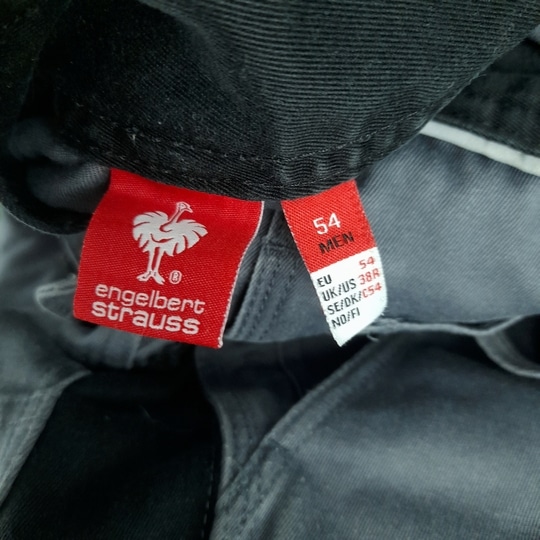 ®
engelbert
strauss
54
MEN
EU 54
UK/US 38R
SE/DK/ C54
NO/FI